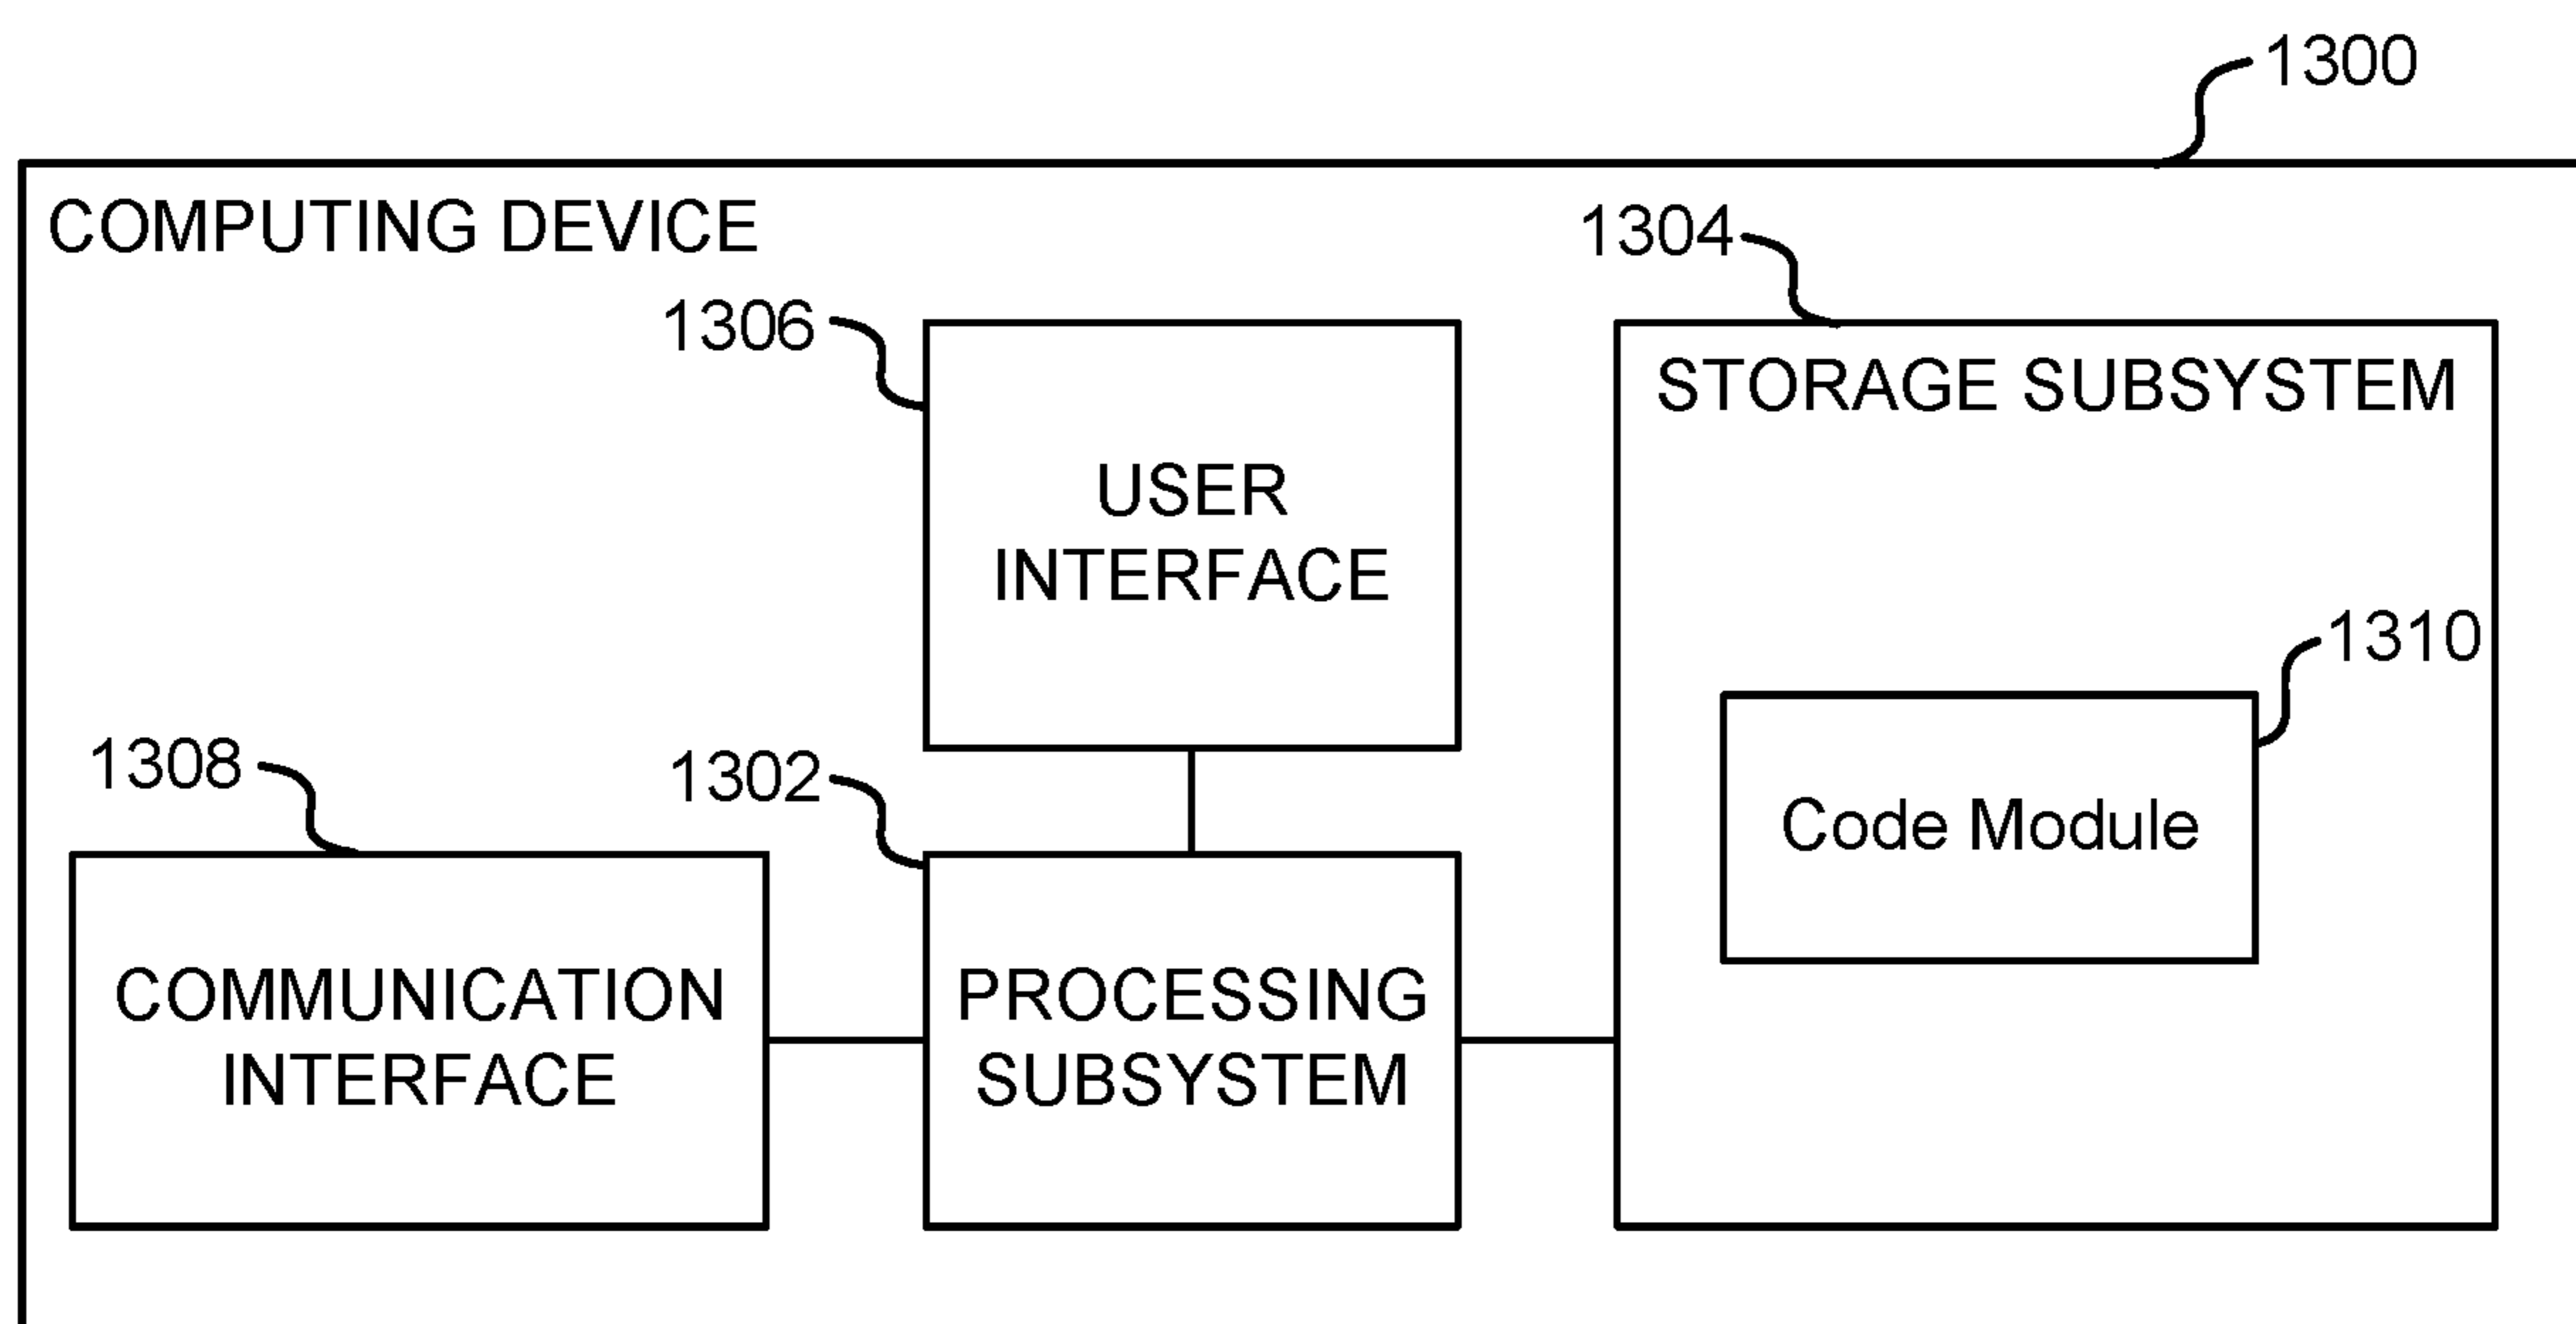 1300
COMPUTING DEVICE
1304
1306
STORAGE SUBSYSTEM
USER
INTERFACE
1310
1308
1302
Code Module
COMMUNICATION
INTERFACE
PROCESSING
SUBSYSTEM